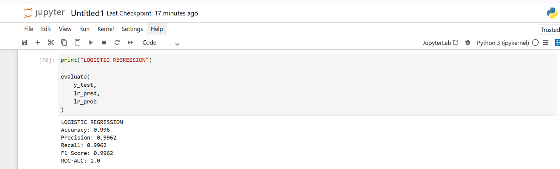 jupyter Untitled1 Last Checkpoint: 17 minutes ago
File Edit View Run Kernel Settings Help
Trusted
Code
JupyterLab
Python 3 (ipykernel)
[20]:
print("LOGISTIC REGRESSION")
evaluate(
y_test,
lr_pred,
lr_prob
)
LOGISTIC REGRESSION
Accuracy: 0.996
Precision: 0.9962
Recall: 0.9962
F1 Score: 0.9962
ROC-AUC: 1.0